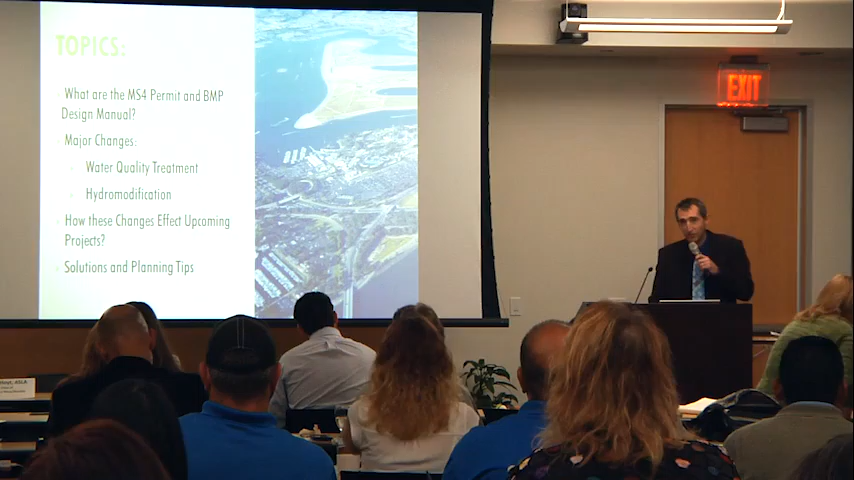 TOPICS:
What are the MS4 Permit and BMP
Design Manual?
Major Changes:
Water Quality Treatment
Hydromodification
How these Changes Effect Upcoming
Projects?
Solutions and Planning Tips
EXIT